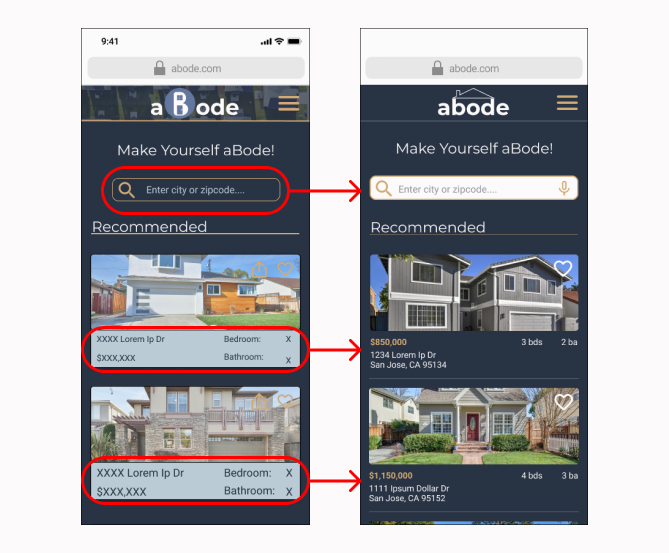 9:41
abode.com
aBode
Make Yourself aBode!
Enter city or zipcode....
Recommended
XXXX Lorem Ip Dr Bedroom: X
$XXX,XXX Bathroom: X
XXXX Lorem Ip Dr Bedroom: X
$XXX,XXX Bathroom: X
abode.com
abode
Make Yourself aBode!
Enter city or zipcode....
Recommended
$850,000 3 bds 2 ba
1234 Lorem Ip Dr
San Jose, CA 95134
$1,150,000 4 bds 3 ba
1111 Ipsum Dollar Dr
San Jose, CA 95152